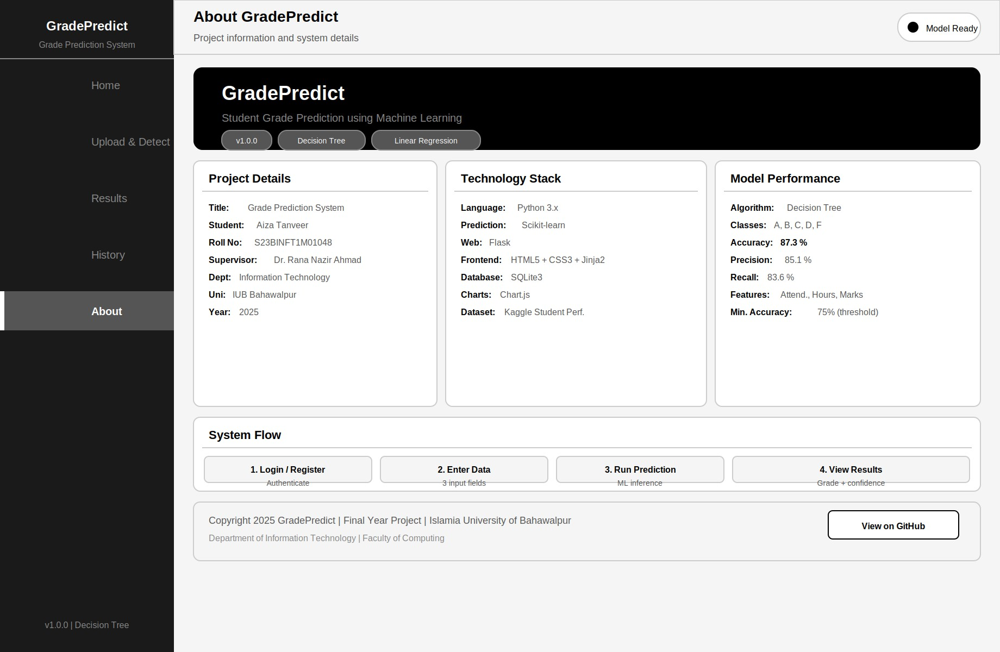 GradePredict
Grade Prediction System
Home
Upload & Detect
Results
History
About
v1.0.0 | Decision Tree
About GradePredict
Project information and system details
Model Ready
GradePredict
Student Grade Prediction using Machine Learning
v1.0.0
Decision Tree
Linear Regression
Project Details
Title: Grade Prediction System
Student: Aiza Tanveer
Roll No: S23BINFT1M01048
Supervisor: Dr. Rana Nazir Ahmad
Dept: Information Technology
Uni: IUB Bahawalpur
Year: 2025
Technology Stack
Language: Python 3.x
Prediction: Scikit-learn
Web: Flask
Frontend: HTML5 + CSS3 + Jinja2
Database: SQLite3
Charts: Chart.js
Dataset: Kaggle Student Perf.
Model Performance
Algorithm: Decision Tree
Classes: A, B, C, D, F
Accuracy: 87.3 %
Precision: 85.1 %
Recall: 83.6 %
Features: Attend., Hours, Marks
Min. Accuracy: 75% (threshold)
System Flow
1. Login / Register
Authenticate
2. Enter Data
3 input fields
3. Run Prediction
ML inference
4. View Results
Grade + confidence
Copyright 2025 GradePredict | Final Year Project | Islamia University of Bahawalpur
Department of Information Technology | Faculty of Computing
View on GitHub